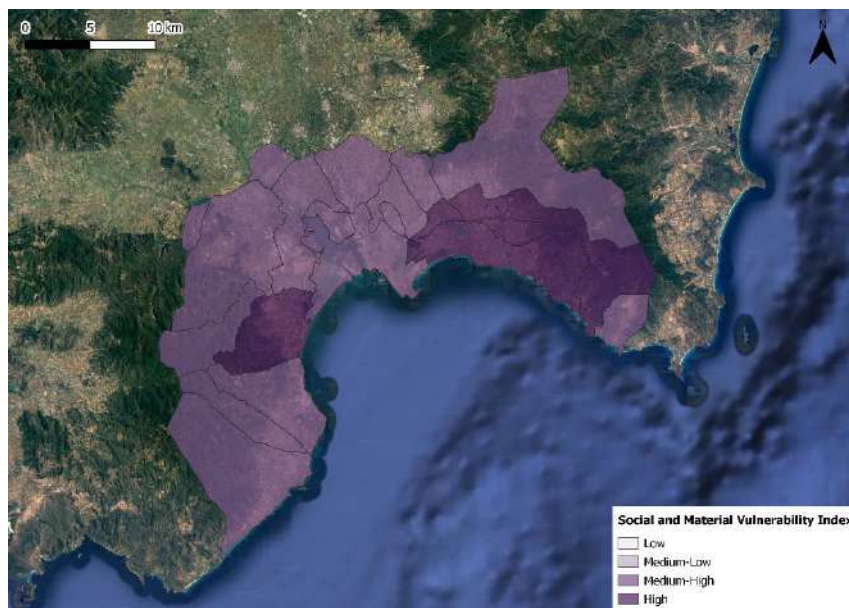 0 5 10 km
N
Social and Material Vulnerability Index
Low
Medium-Low
Medium-High
High